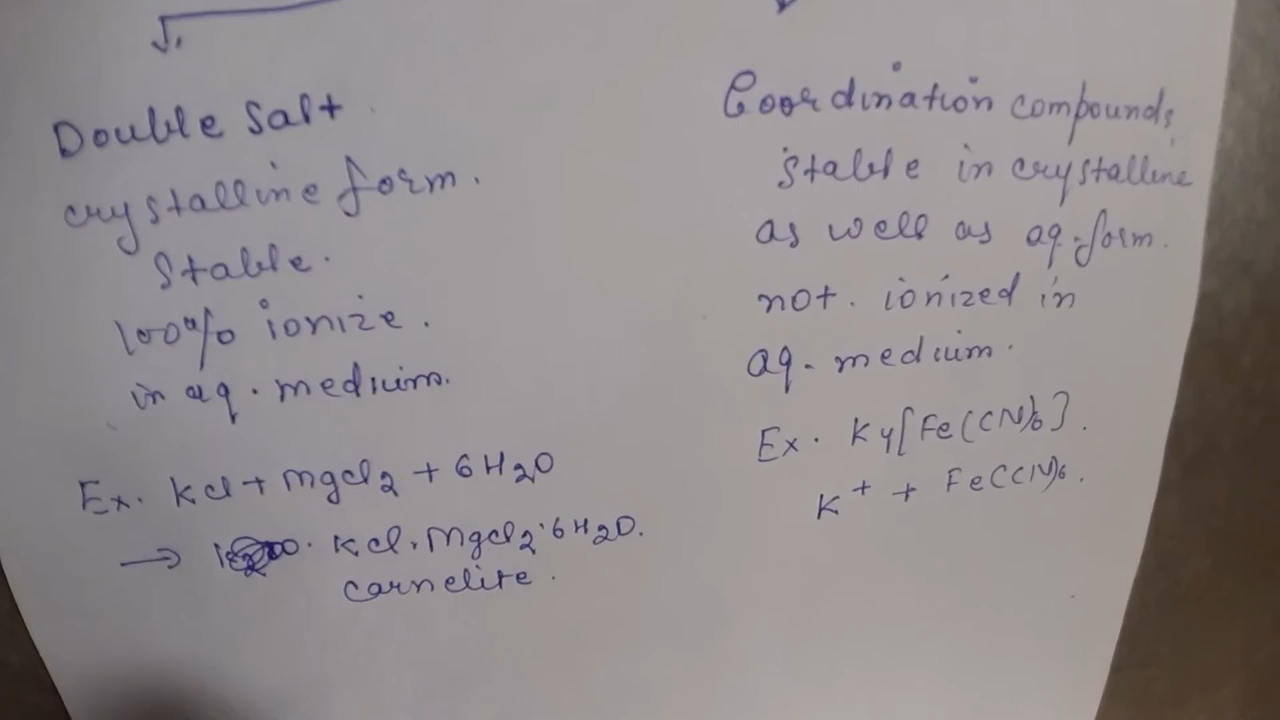 Double Salt.
crystalline form.
Stable.
100% ionize.
in aq. medium.
Ex. KCl + MgCl2 + 6H2O
→ KCl. MgCl2·6H2O.
carnelite.
Coordination compounds
Stable in crystalline
as well as aq. form.
not. ionized in
aq. medium.
Ex. K4[Fe(CN)6].
K+ + Fe(CN)6.